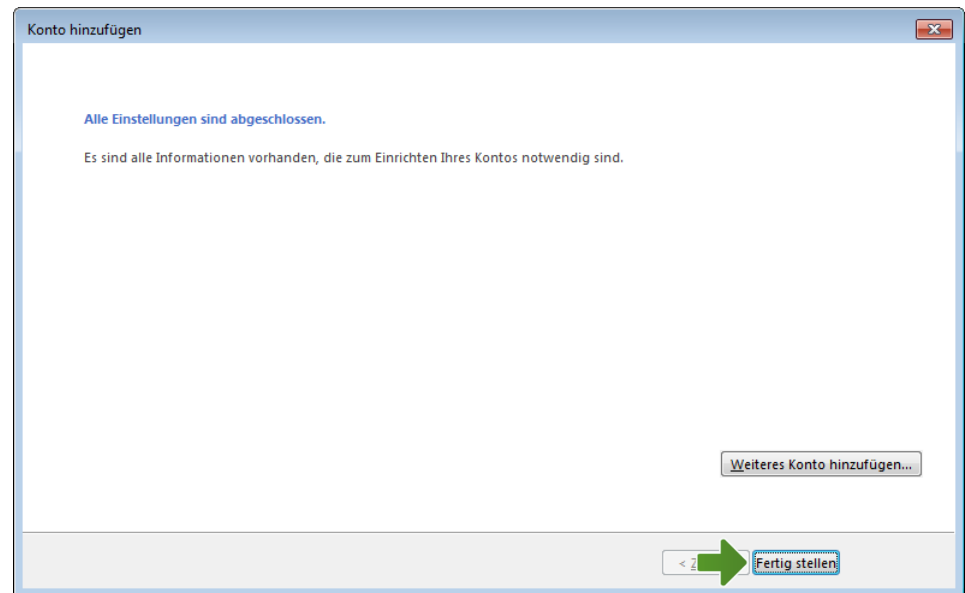 Konto hinzufügen
Alle Einstellungen sind abgeschlossen.
Es sind alle Informationen vorhanden, die zum Einrichten Ihres Kontos notwendig sind.
Weiteres Konto hinzufügen...
< Fertig stellen